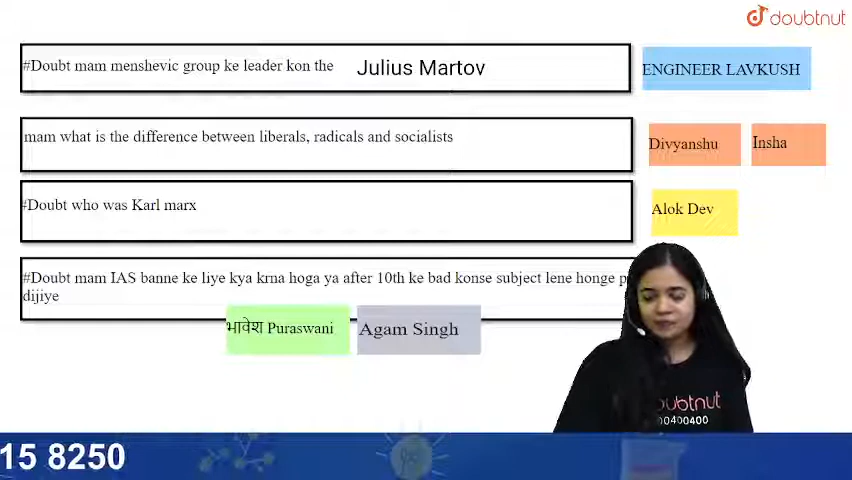 doubtnut
#Doubt mam menshevic group ke leader kon the Julius Martov
ENGINEER LAVKUSH
mam what is the difference between liberals, radicals and socialists
Divyanshu
Insha
#Doubt who was Karl marx
Alok Dev
#Doubt mam IAS banne ke liye kya krna hoga ya after 10th ke bad konse subject lene honge p
dijiye
भावेश Puraswani
Agam Singh
oubtnut
00400400
15 8250